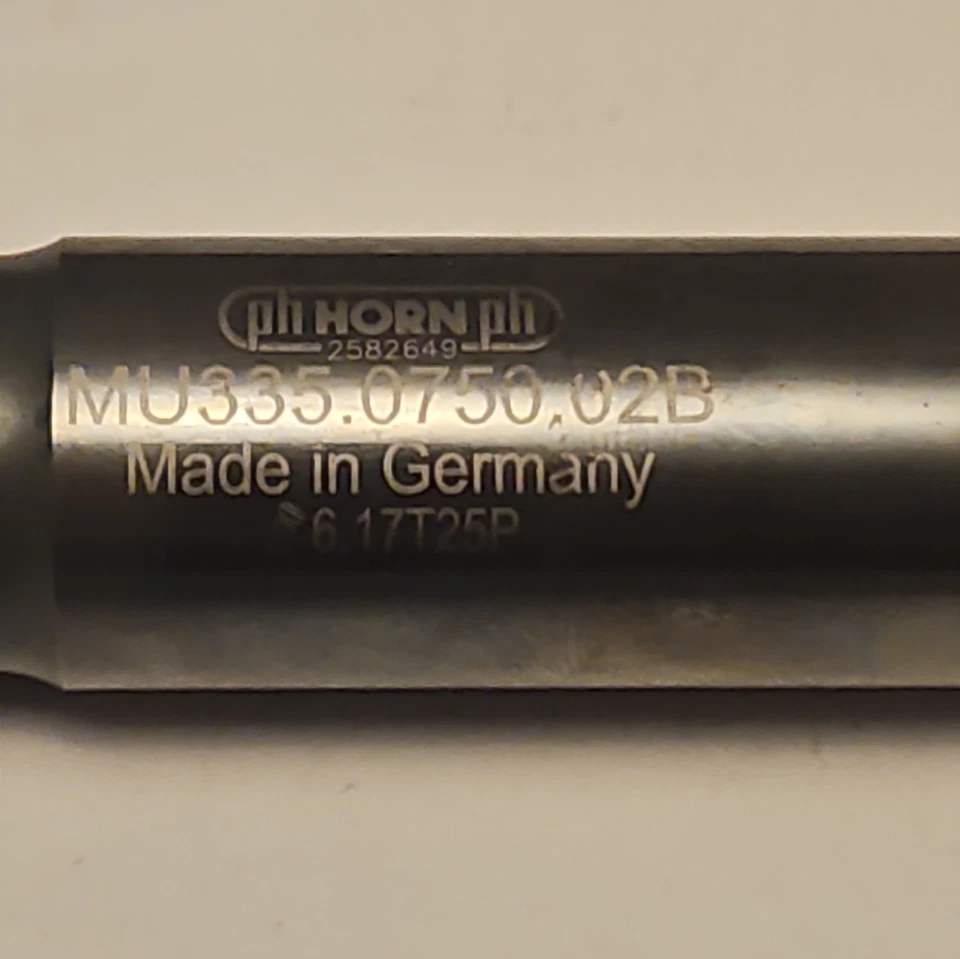 ph HORN ph
2582649
MU335.0750.02B
Made in Germany
6.17T25P